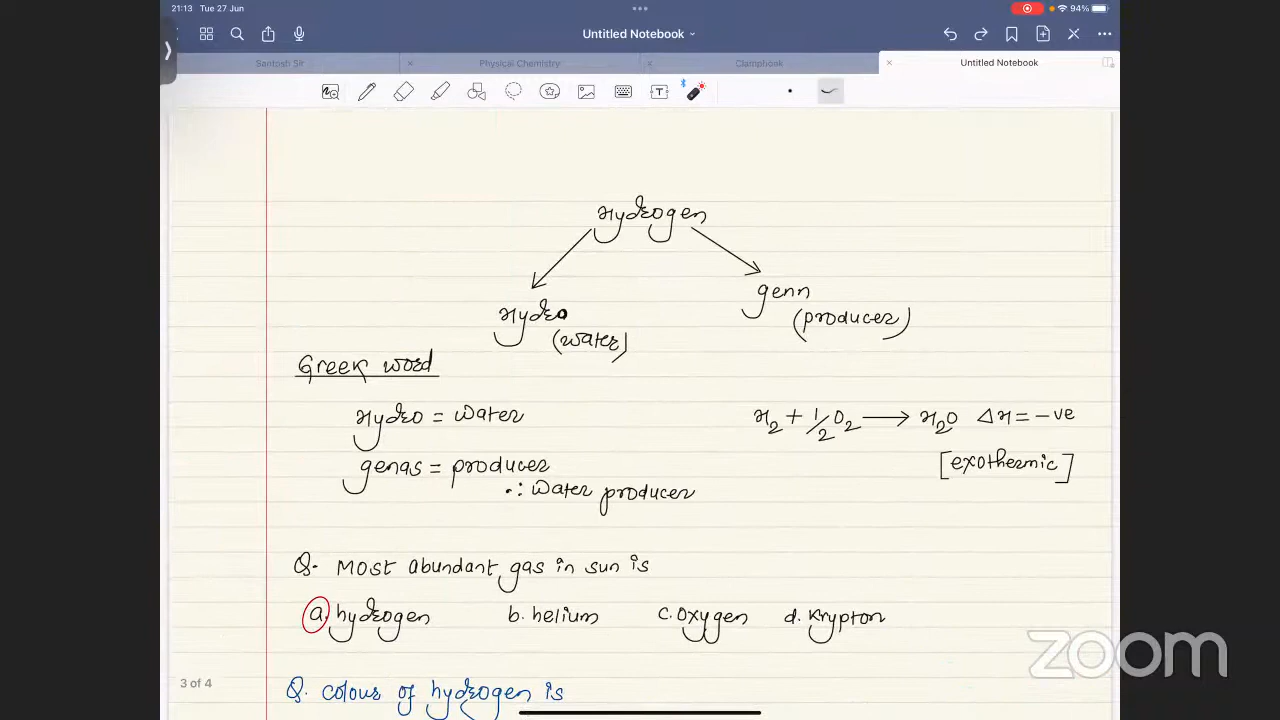 21:13 Tue 27 Jun
94%
Untitled Notebook
Santosh Sir
Physical Chemistry
Clampbook
Untitled Notebook
Hydrogen
Hydro
(water)
genn
(producer)
Greek word
Hydro = water
genas = producer
∴ water producer
H₂ + 1/2 O₂ → H₂O ΔH = -ve
[exothermic]
Q. Most abundant gas in sun is
a. hydrogen b. helium c. oxygen d. Krypton
3 of 4
Q. colour of hydrogen is
zoom